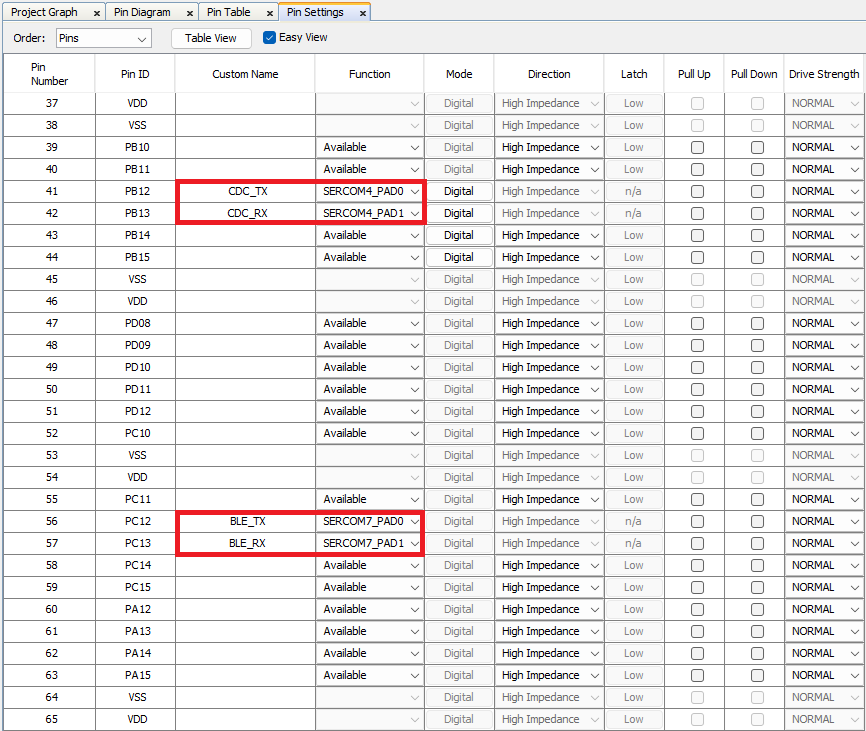 Project Graph × Pin Diagram × Pin Table × Pin Settings ×
Order: Pins Table View Easy View
Pin Number Pin ID Custom Name Function Mode Direction Latch Pull Up Pull Down Drive Strength
37 VDD Digital High Impedance Low NORMAL
38 VSS Digital High Impedance Low NORMAL
39 PB10 Available Digital High Impedance Low NORMAL
40 PB11 Available Digital High Impedance Low NORMAL
41 PB12 CDC_TX SERCOM4_PAD0 Digital High Impedance n/a NORMAL
42 PB13 CDC_RX SERCOM4_PAD1 Digital High Impedance n/a NORMAL
43 PB14 Available Digital High Impedance Low NORMAL
44 PB15 Available Digital High Impedance Low NORMAL
45 VSS Digital High Impedance Low NORMAL
46 VDD Digital High Impedance Low NORMAL
47 PD08 Available Digital High Impedance Low NORMAL
48 PD09 Available Digital High Impedance Low NORMAL
49 PD10 Available Digital High Impedance Low NORMAL
50 PD11 Available Digital High Impedance Low NORMAL
51 PD12 Available Digital High Impedance Low NORMAL
52 PC10 Available Digital High Impedance Low NORMAL
53 VSS Digital High Impedance Low NORMAL
54 VDD Digital High Impedance Low NORMAL
55 PC11 Available Digital High Impedance Low NORMAL
56 PC12 BLE_TX SERCOM7_PAD0 Digital High Impedance n/a NORMAL
57 PC13 BLE_RX SERCOM7_PAD1 Digital High Impedance n/a NORMAL
58 PC14 Available Digital High Impedance Low NORMAL
59 PC15 Available Digital High Impedance Low NORMAL
60 PA12 Available Digital High Impedance Low NORMAL
61 PA13 Available Digital High Impedance Low NORMAL
62 PA14 Available Digital High Impedance Low NORMAL
63 PA15 Available Digital High Impedance Low NORMAL
64 VSS Digital High Impedance Low NORMAL
65 VDD Digital High Impedance Low NORMAL